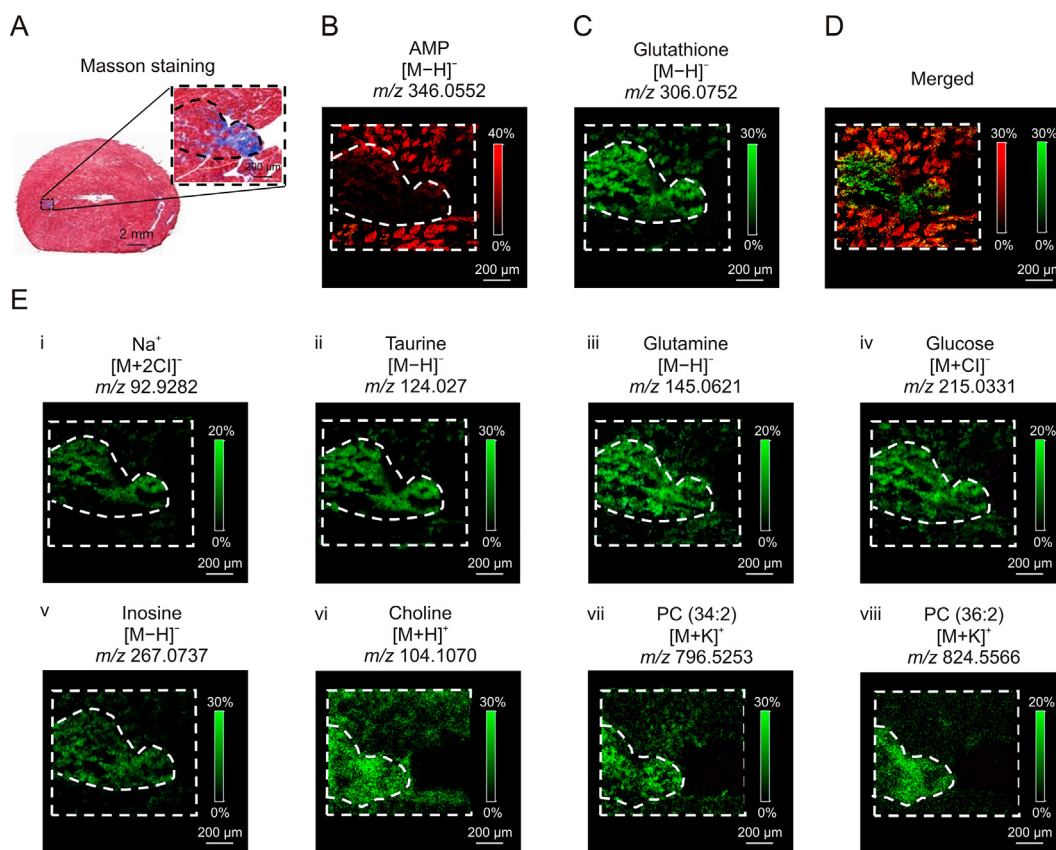 A
Masson staining
200 μm
2 mm
B
AMP
[M−H]⁻
m/z 346.0552
40%
0%
200 μm
C
Glutathione
[M−H]⁻
m/z 306.0752
30%
0%
200 μm
D
Merged
30% 30%
0% 0%
200 μm
E
i
Na⁺
[M+2Cl]⁻
m/z 92.9282
20%
0%
200 μm
ii
Taurine
[M−H]⁻
m/z 124.027
30%
0%
200 μm
iii
Glutamine
[M−H]⁻
m/z 145.0621
20%
0%
200 μm
iv
Glucose
[M+Cl]⁻
m/z 215.0331
20%
0%
200 μm
v
Inosine
[M−H]⁻
m/z 267.0737
30%
0%
200 μm
vi
Choline
[M+H]⁺
m/z 104.1070
30%
0%
200 μm
vii
PC (34:2)
[M+K]⁺
m/z 796.5253
30%
0%
200 μm
viii
PC (36:2)
[M+K]⁺
m/z 824.5566
20%
0%
200 μm